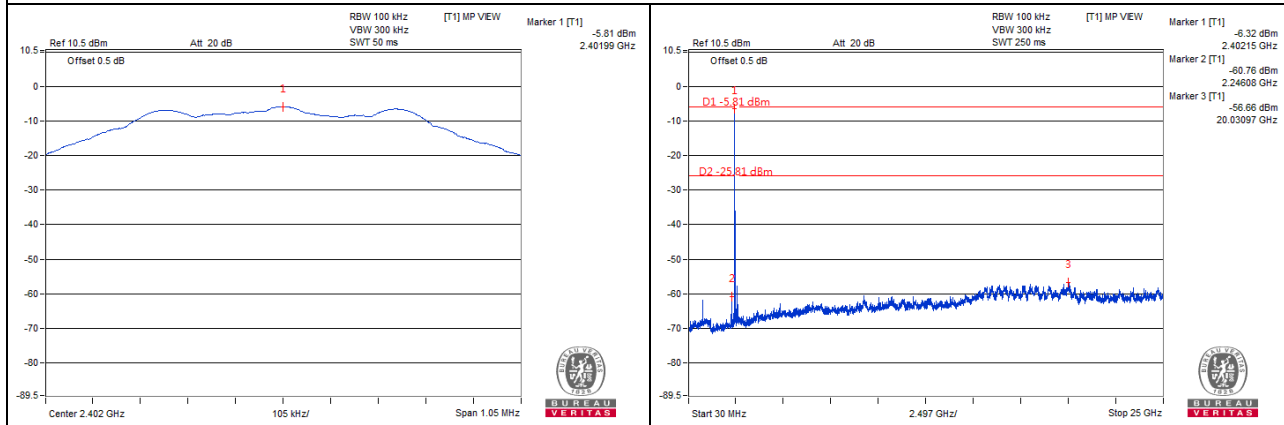 RBW 100 kHz
[T1] MP VIEW
VBW 300 kHz
Ref 10.5 dBm
Att 20 dB
SWT 50 ms
Marker 1 [T1]
-5.81 dBm
2.40199 GHz
10.5
Offset 0.5 dB
1
0
-10
-20
-30
-40
-50
-60
-70
-80
-89.5
Center 2.402 GHz
105 kHz/
Span 1.05 MHz
BUREAU VERITAS
1828
BUREAU
VERITAS
RBW 100 kHz
[T1] MP VIEW
VBW 300 kHz
Ref 10.5 dBm
Att 20 dB
SWT 250 ms
Marker 1 [T1]
-6.32 dBm
2.40215 GHz
Marker 2 [T1]
-60.76 dBm
2.24608 GHz
Marker 3 [T1]
-56.66 dBm
20.03097 GHz
10.5
Offset 0.5 dB
0
1
D1 -5.81 dBm
-10
-20
D2 -25.81 dBm
-30
-40
-50
3
2
-60
-70
-80
-89.5
Start 30 MHz
2.497 GHz/
Stop 25 GHz
BUREAU VERITAS
1828
BUREAU
VERITAS